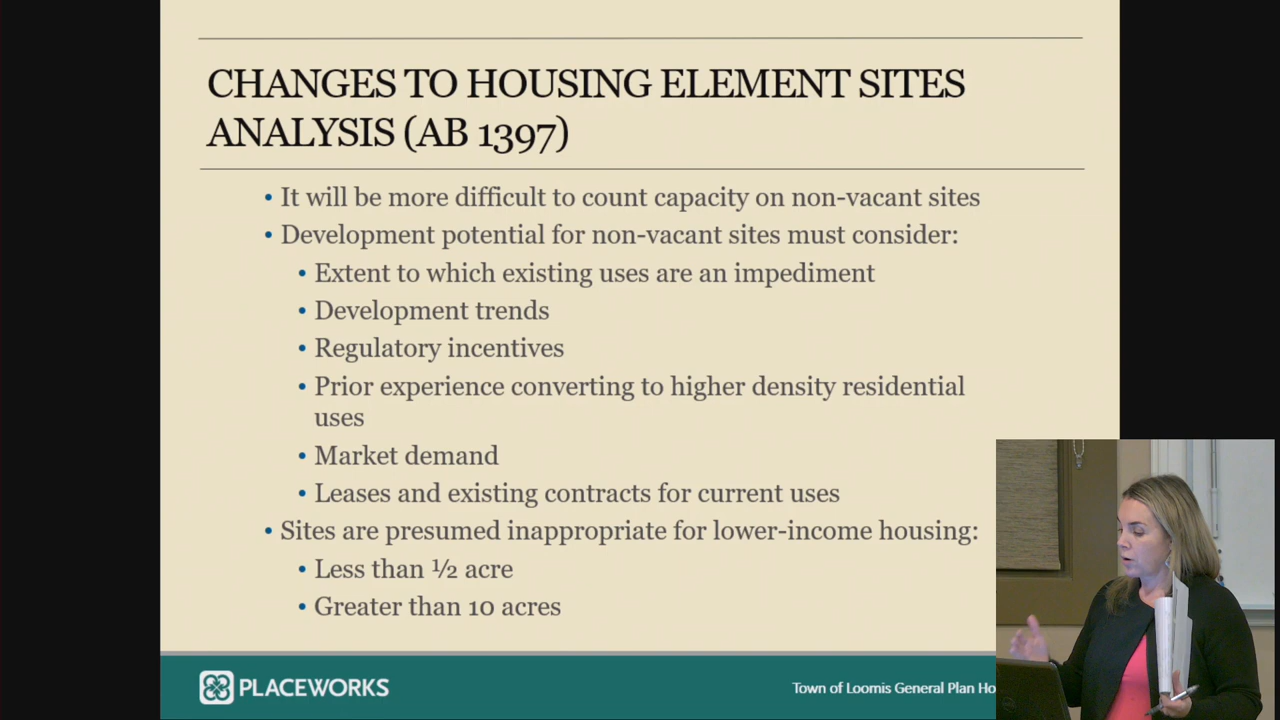 CHANGES TO HOUSING ELEMENT SITES
ANALYSIS (AB 1397)
• It will be more difficult to count capacity on non-vacant sites
• Development potential for non-vacant sites must consider:
• Extent to which existing uses are an impediment
• Development trends
• Regulatory incentives
• Prior experience converting to higher density residential
uses
• Market demand
• Leases and existing contracts for current uses
• Sites are presumed inappropriate for lower-income housing:
• Less than ½ acre
• Greater than 10 acres
PLACEWORKS
Town of Loomis General Plan Ho